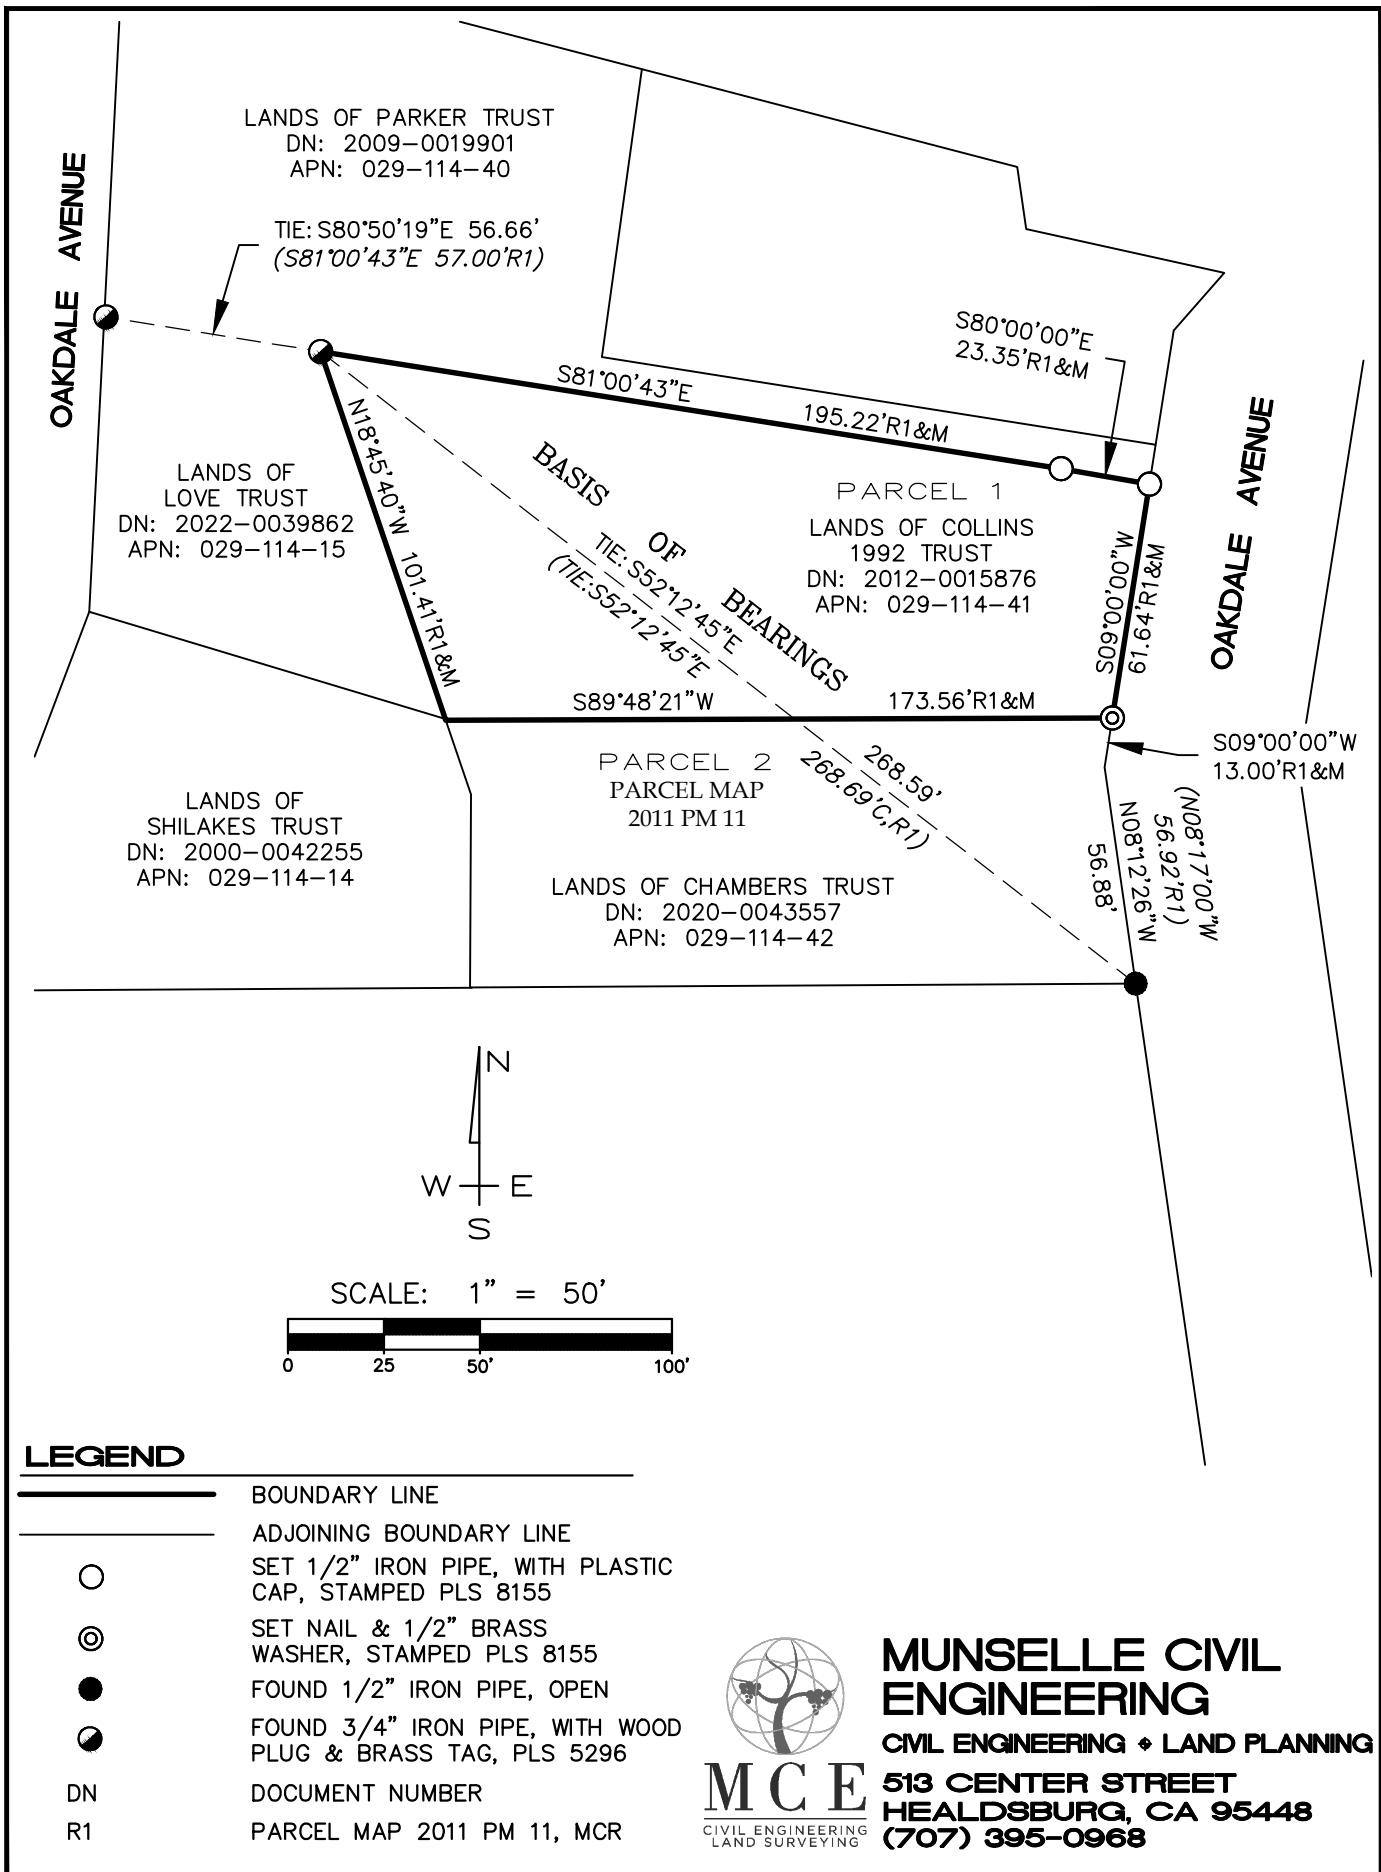 LANDS OF PARKER TRUST
DN: 2009-0019901
APN: 029-114-40
TIE: S80°50'19"E 56.66'
(S81°00'43"E 57.00'R1)
OAKDALE AVENUE
S80°00'00"E
23.35'R1&M
S81°00'43"E 195.22'R1&M
OAKDALE AVENUE
LANDS OF
LOVE TRUST
DN: 2022-0039862
APN: 029-114-15
N18°45'40"W 101.41'R1&M
BASIS OF BEARINGS
TIE: S52°12'45"E 268.59'
(TIE: S52°12'45"E 268.69'C,R1)
PARCEL 1
LANDS OF COLLINS
1992 TRUST
DN: 2012-0015876
APN: 029-114-41
S09°00'00"W
61.64'R1&M
S89°48'21"W 173.56'R1&M
S09°00'00"W
13.00'R1&M
PARCEL 2
PARCEL MAP
2011 PM 11
(N08°17'00"W
56.92'R1)
N08°12'26"W
56.88'
LANDS OF
SHILAKES TRUST
DN: 2000-0042255
APN: 029-114-14
LANDS OF CHAMBERS TRUST
DN: 2020-0043557
APN: 029-114-42
N
W E
S
SCALE: 1" = 50'
0 25 50' 100'
LEGEND
BOUNDARY LINE
ADJOINING BOUNDARY LINE
SET 1/2" IRON PIPE, WITH PLASTIC
CAP, STAMPED PLS 8155
SET NAIL & 1/2" BRASS
WASHER, STAMPED PLS 8155
FOUND 1/2" IRON PIPE, OPEN
FOUND 3/4" IRON PIPE, WITH WOOD
PLUG & BRASS TAG, PLS 5296
DN DOCUMENT NUMBER
R1 PARCEL MAP 2011 PM 11, MCR
MCE
CIVIL ENGINEERING
LAND SURVEYING
MUNSELLE CIVIL
ENGINEERING
CIVIL ENGINEERING ⌖ LAND PLANNING
513 CENTER STREET
HEALDSBURG, CA 95448
(707) 395-0968